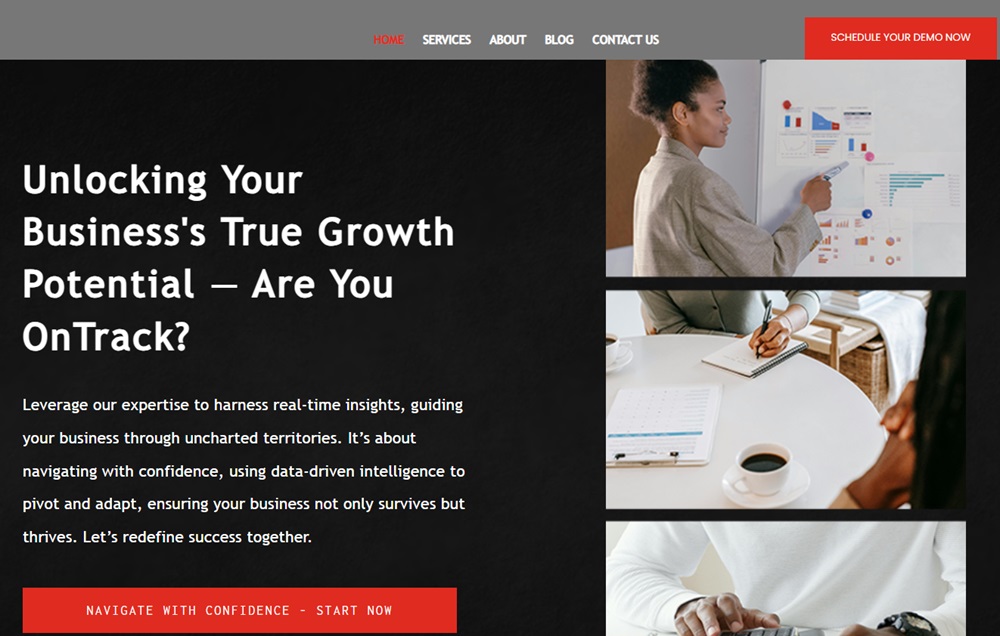 HOME SERVICES ABOUT BLOG CONTACT US
SCHEDULE YOUR DEMO NOW
Unlocking Your
Business's True Growth
Potential — Are You
OnTrack?
Leverage our expertise to harness real-time insights, guiding
your business through uncharted territories. It’s about
navigating with confidence, using data-driven intelligence to
pivot and adapt, ensuring your business not only survives but
thrives. Let’s redefine success together.
NAVIGATE WITH CONFIDENCE - START NOW